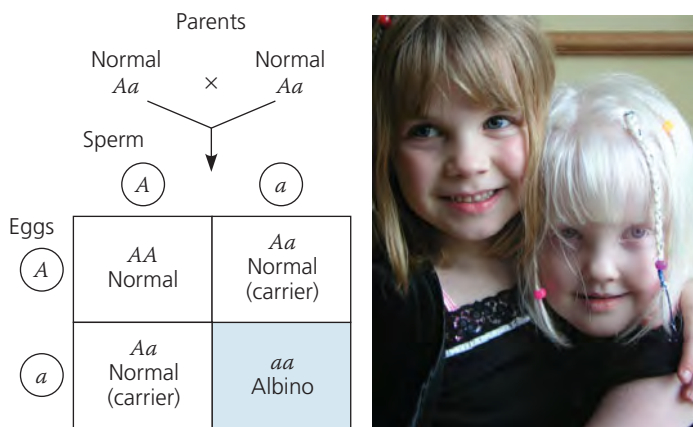 Parents
Normal Normal
Aa × Aa
Sperm
A a
Eggs
A
AA
Normal
Aa
Normal
(carrier)
a
Aa
Normal
(carrier)
aa
Albino